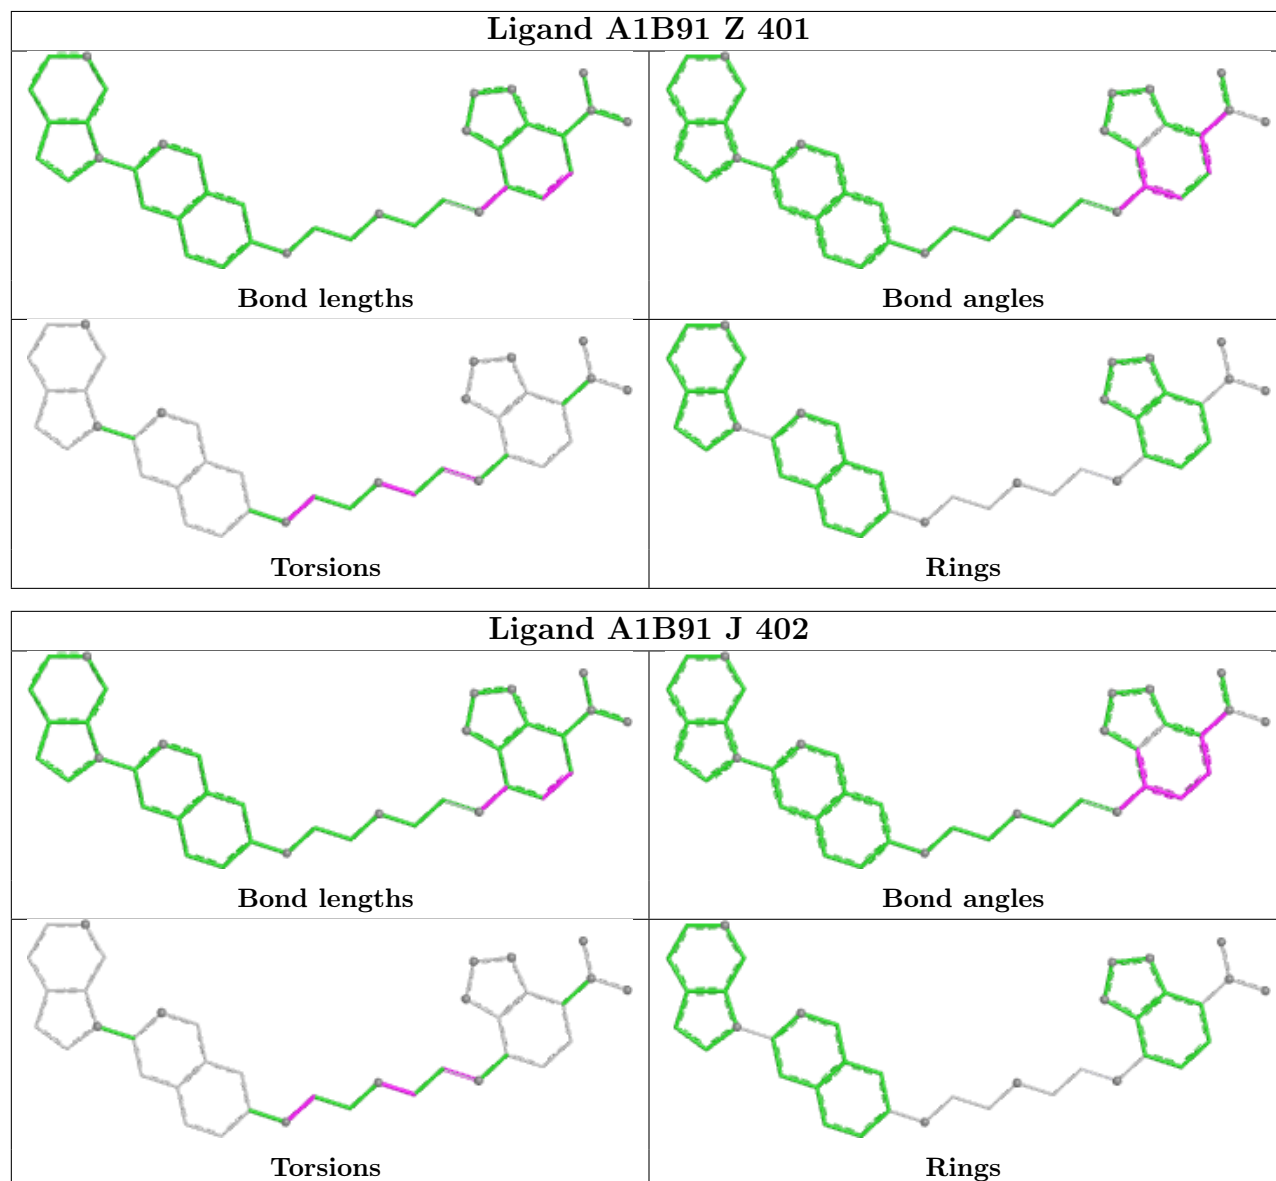 Ligand A1B91 Z 401
Bond lengths
Bond angles
Torsions
Rings
Ligand A1B91 J 402
Bond lengths
Bond angles
Torsions
Rings